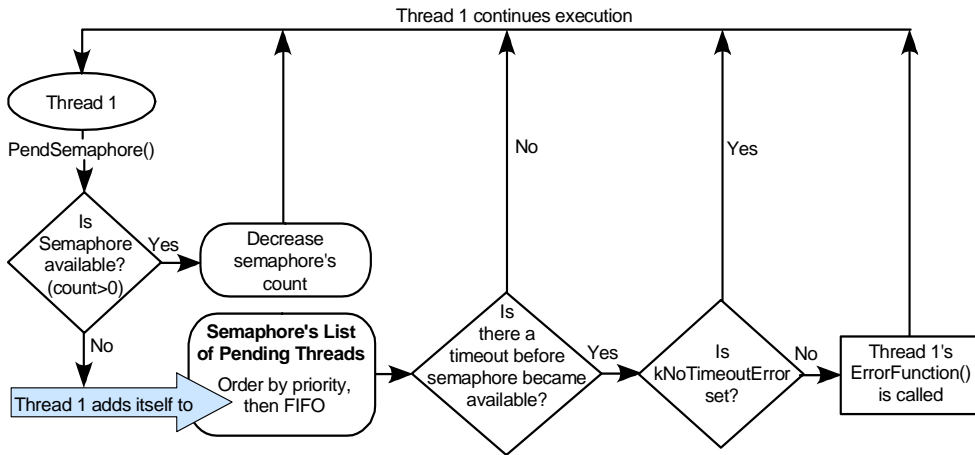 Thread 1 continues execution
Thread 1
PendSemaphore()
Is
Semaphore
available?
(count>0)
Yes
Decrease
semaphore's
count
No
Thread 1 adds itself to
Semaphore's List
of Pending Threads
Order by priority,
then FIFO
Is
there a
timeout before
semaphore became
available?
No
Yes
Is
kNoTimeoutError
set?
Yes
No
Thread 1's
ErrorFunction()
is called